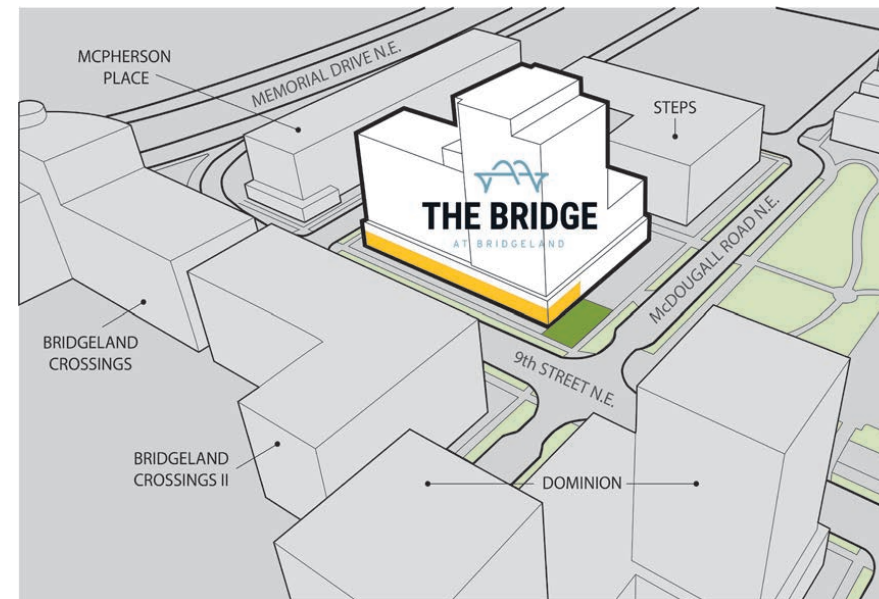 MCPHERSON
PLACE
MEMORIAL DRIVE N.E.
STEPS
THE BRIDGE
AT BRIDGELAND
McDOUGALL ROAD N.E.
BRIDGELAND
CROSSINGS
9th STREET N.E.
BRIDGELAND
CROSSINGS II
DOMINION